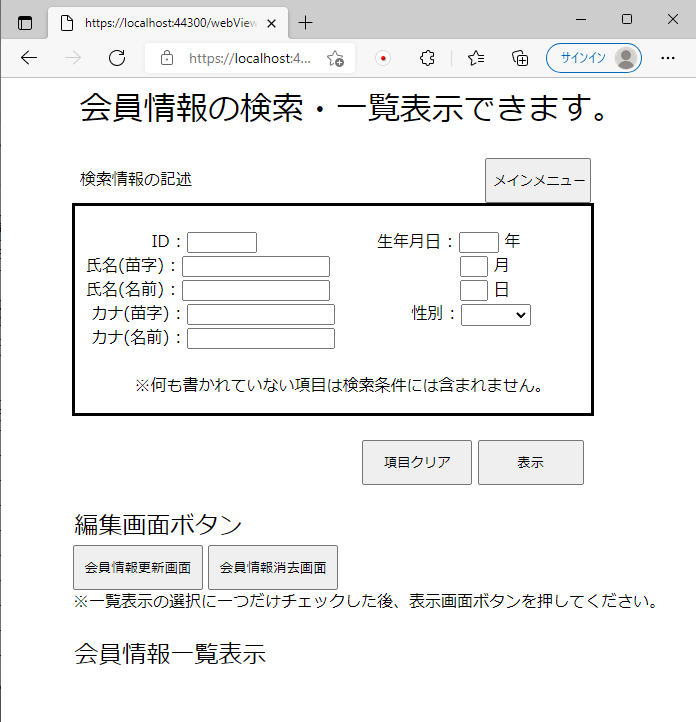 https://localhost:44300/webView
https://localhost:4...
サインイン
会員情報の検索・一覧表示できます。
検索情報の記述
メインメニュー
ID：
生年月日： 年
氏名(苗字)：
月
氏名(名前)：
日
カナ(苗字)：
性別：
カナ(名前)：
※何も書かれていない項目は検索条件には含まれません。
項目クリア
表示
編集画面ボタン
会員情報更新画面
会員情報消去画面
※一覧表示の選択に一つだけチェックした後、表示画面ボタンを押してください。
会員情報一覧表示